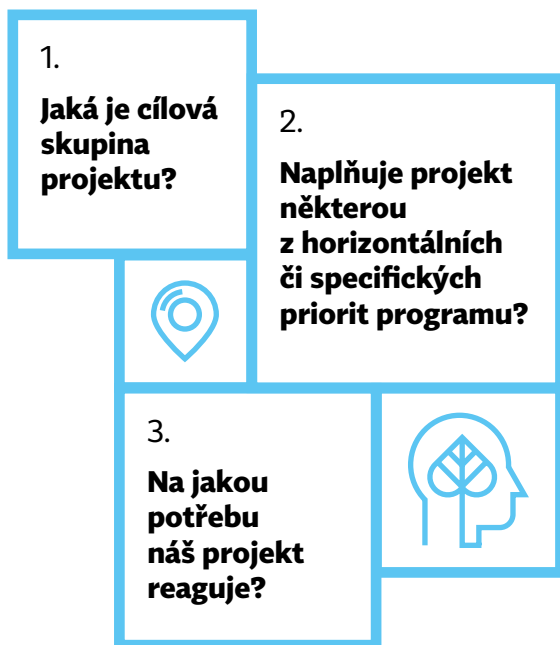 1.
Jaká je cílová
skupina
projektu?
2.
Naplňuje projekt
některou
z horizontálních
či specifických
priorit programu?
3.
Na jakou
potřebu
náš projekt
reaguje?